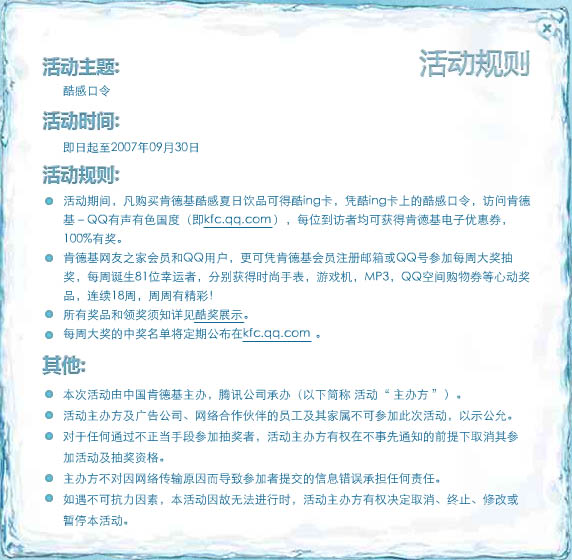 活动规则
活动主题:
酷感口令
活动时间:
即日起至2007年09月30日
活动规则:
活动期间，凡购买肯德基酷感夏日饮品可得酷ing卡，凭酷ing卡上的酷感口令，访问肯德
基－QQ有声有色国度（即kfc.qq.com），每位到访者均可获得肯德基电子优惠券，
100%有奖。
肯德基网友之家会员和QQ用户，更可凭肯德基会员注册邮箱或QQ号参加每周大奖抽
奖，每周诞生81位幸运者，分别获得时尚手表，游戏机，MP3，QQ空间购物券等心动奖
品，连续18周，周周有精彩！
所有奖品和领奖须知详见酷奖展示。
每周大奖的中奖名单将定期公布在kfc.qq.com 。
其他:
本次活动由中国肯德基主办，腾讯公司承办（以下简称 活动“ 主办方 ”）。
活动主办方及广告公司、网络合作伙伴的员工及其家属不可参加此次活动，以示公允。
对于任何通过不正当手段参加抽奖者，活动主办方有权在不事先通知的前提下取消其参
加活动及抽奖资格。
主办方不对因网络传输原因而导致参加者提交的信息错误承担任何责任。
如遇不可抗力因素，本活动因故无法进行时，活动主办方有权决定取消、终止、修改或
暂停本活动。